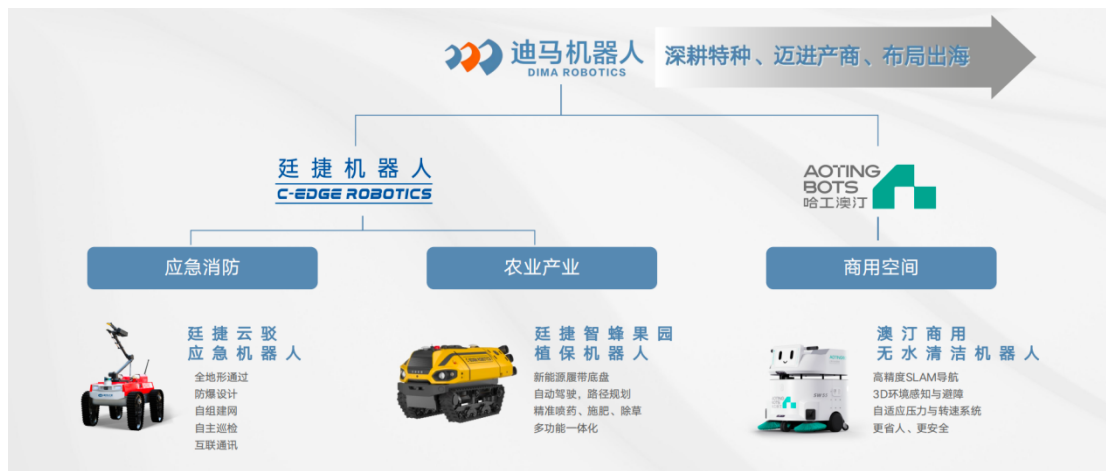 迪马机器人
DIMA ROBOTICS
深耕特种、迈进产商、布局出海
廷捷机器人
C-EDGE ROBOTICS
AOTING
BOTS
哈工澳汀
应急消防
农业产业
商用空间
廷捷云驳
应急机器人
全地形通过
防爆设计
自组建网
自主巡检
互联通讯
廷捷智蜂果园
植保机器人
新能源履带底盘
自动驾驶，路径规划
精准喷药、施肥、除草
多功能一体化
澳汀商用
无水清洁机器人
高精度SLAM导航
3D环境感知与避障
自适应压力与转速系统
更省人、更安全